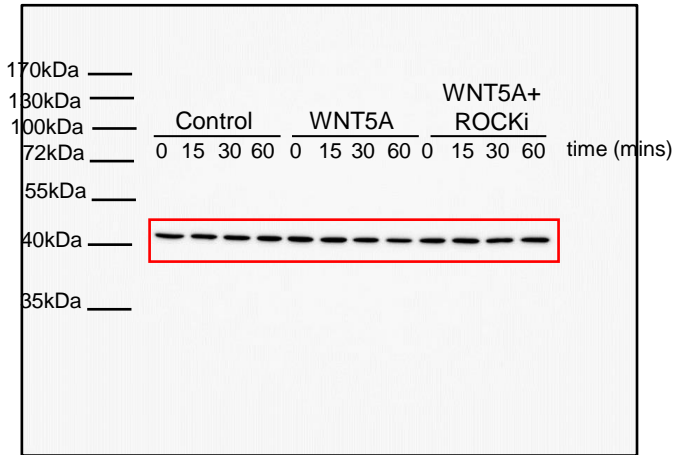 170kDa
130kDa
100kDa
72kDa
55kDa
40kDa
35kDa
Control
WNT5A
WNT5A+
ROCKi
0 15 30 60 0 15 30 60 0 15 30 60 time (mins)